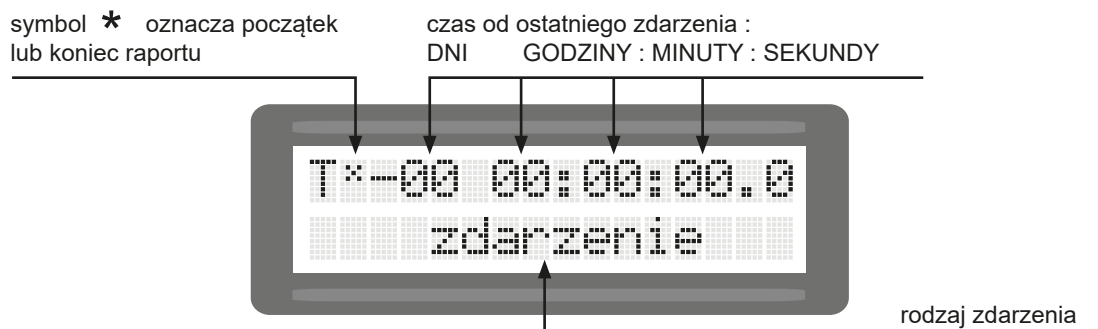 symbol * oznacza początek
lub koniec raportu
czas od ostatniego zdarzenia :
DNI GODZINY : MINUTY : SEKUNDY
T*-00 00:00:00.0
zdarzenie
rodzaj zdarzenia